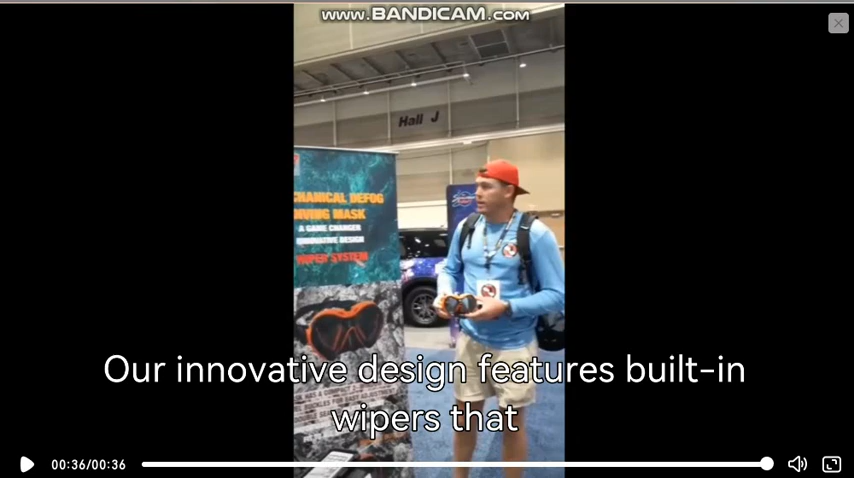 WWW.BANDICAM.COM
Hall J
CHANICAL DEFOG
DIVING MASK
A GAME CHANGER
INNOVATIVE DESIGN
WIPER SYSTEM
Our innovative design features built-in
wipers that
00:36/00:36